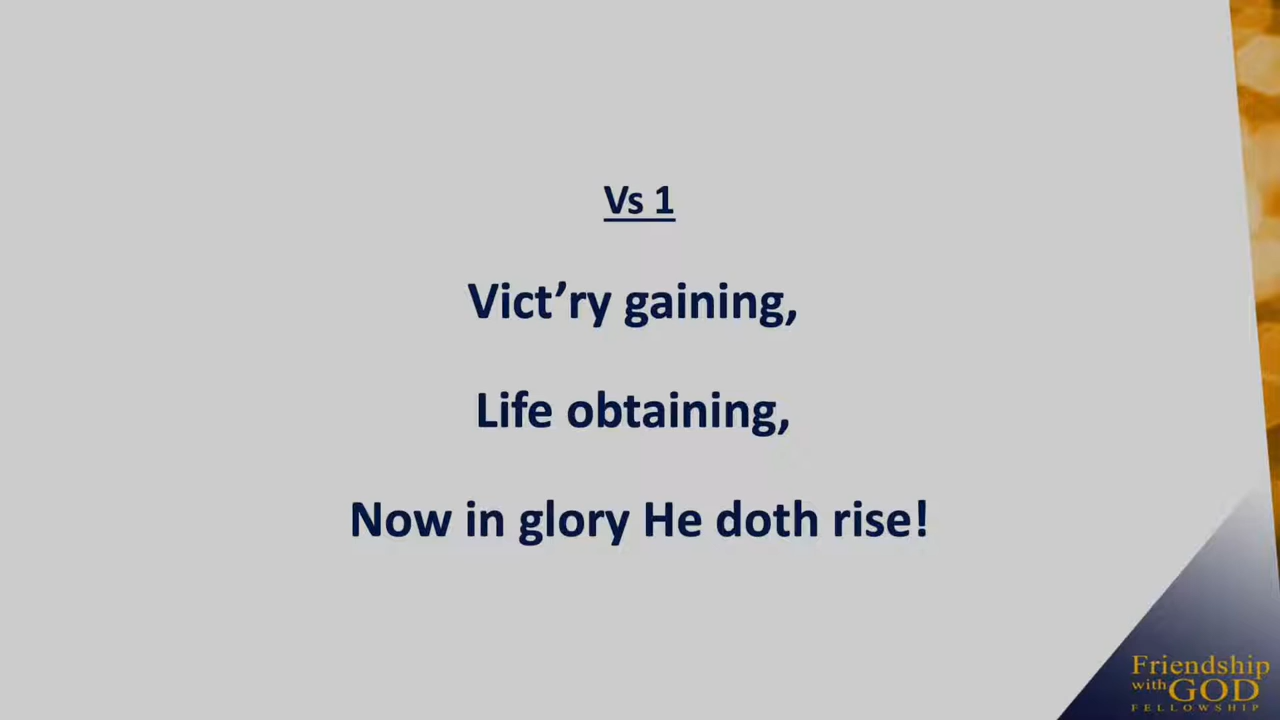 Vs 1
Vict’ry gaining,
Life obtaining,
Now in glory He doth rise!
Friendship
with GOD
FELLOWSHIP